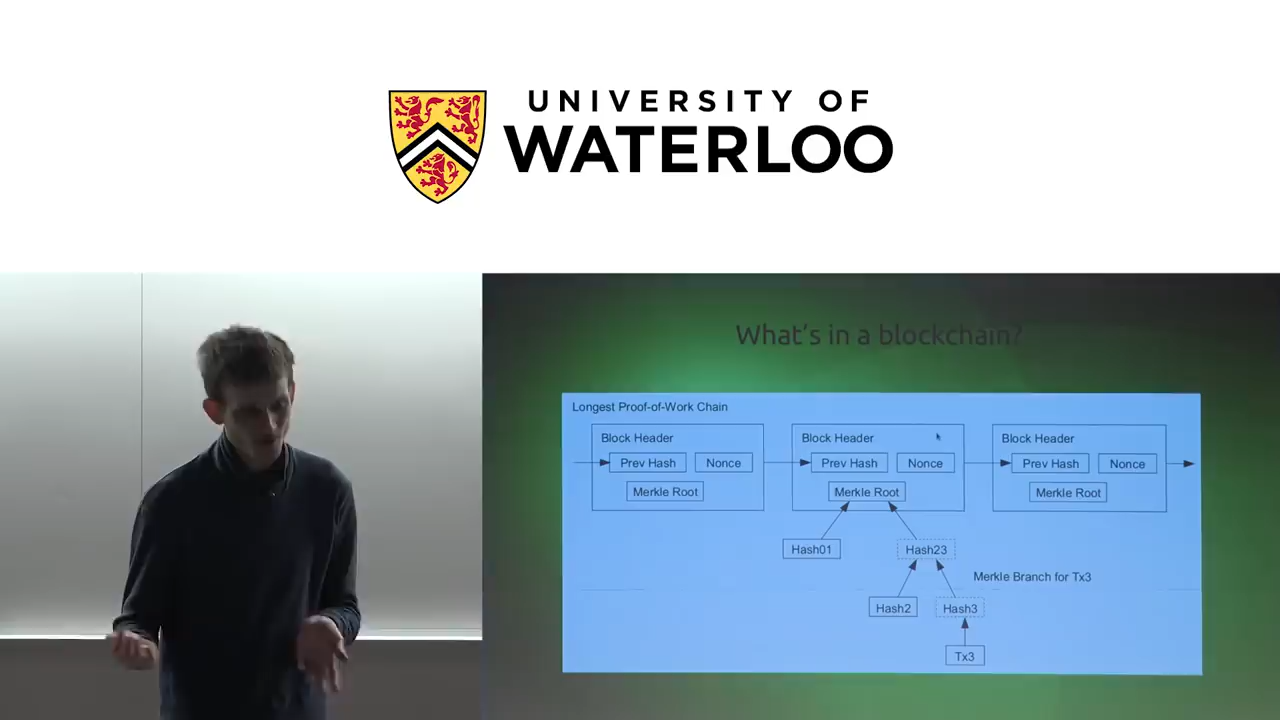 UNIVERSITY OF
WATERLOO
What's in a blockchain?
Longest Proof-of-Work Chain
Block Header
Prev Hash
Nonce
Merkle Root
Block Header
Prev Hash
Nonce
Merkle Root
Block Header
Prev Hash
Nonce
Merkle Root
Hash01
Hash23
Merkle Branch for Tx3
Hash2
Hash3
Tx3